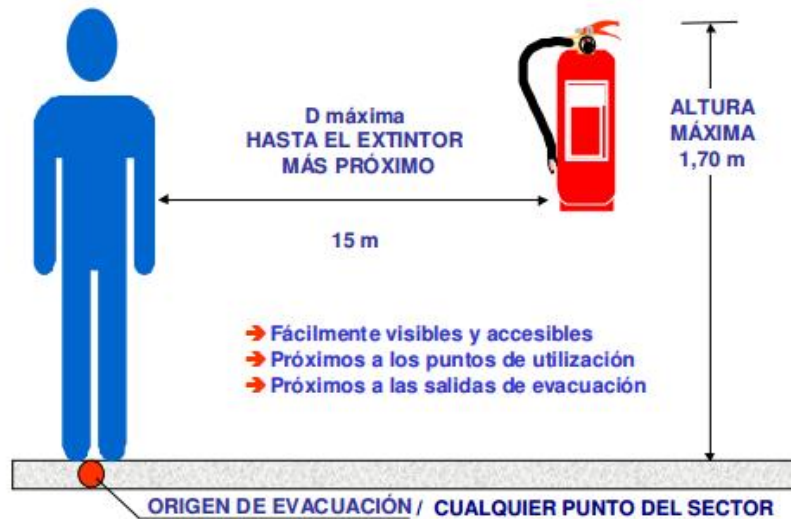 D máxima
HASTA EL EXTINTOR
MÁS PRÓXIMO
15 m
ALTURA
MÁXIMA
1,70 m
➔ Fácilmente visibles y accesibles
➔ Próximos a los puntos de utilización
➔ Próximos a las salidas de evacuación
ORIGEN DE EVACUACIÓN / CUALQUIER PUNTO DEL SECTOR